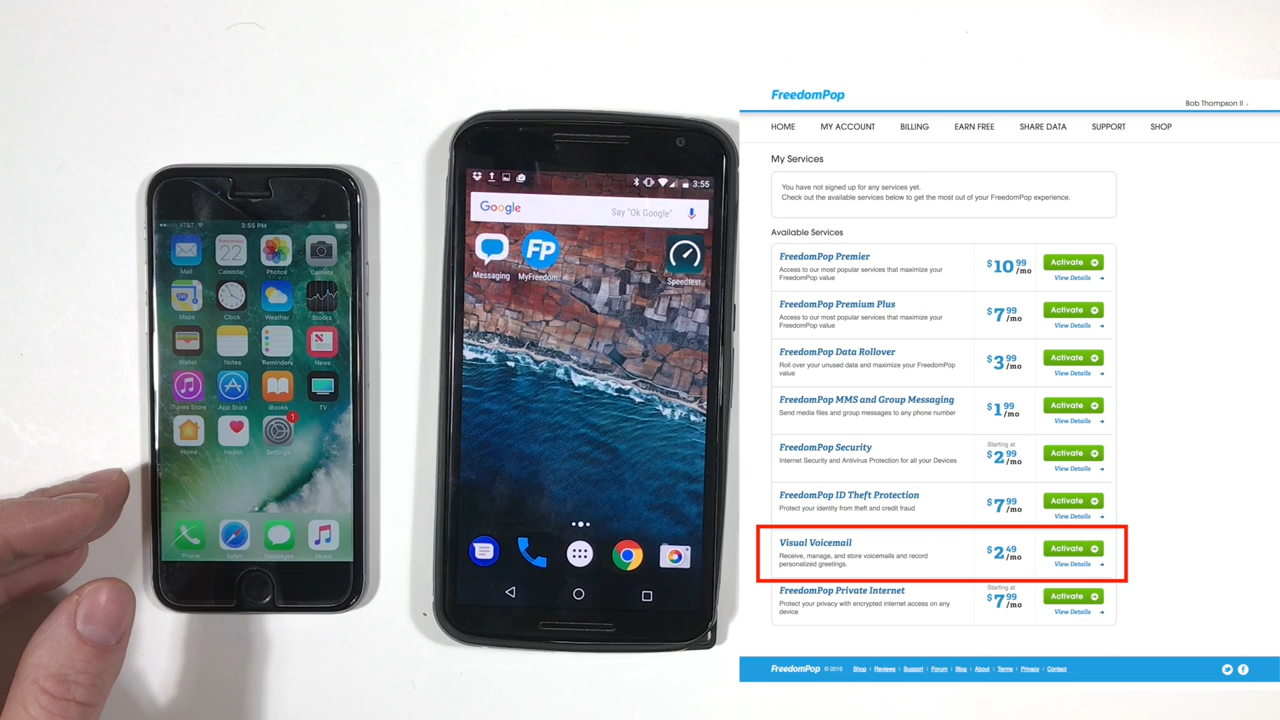 AT&T
3:55 PM
Wednesday
22
Mail
Calendar
Photos
Camera
Maps
Clock
Weather
Stocks
Wallet
Notes
Reminders
News
iTunes Store
App Store
iBooks
TV
1
Home
Health
Settings
Phone
Safari
Messages
Music
3:55
Google
Say "Ok Google"
FP
Messaging
MyFreedom...
Speedtest
FreedomPop
Bob Thompson II
HOME MY ACCOUNT BILLING EARN FREE SHARE DATA SUPPORT SHOP
My Services
You have not signed up for any services yet.
Check out the available services below to get the most out of your FreedomPop experience.
Available Services
FreedomPop Premier
Access to our most popular services that maximize your
FreedomPop value
$10.99/mo
Activate
View Details
FreedomPop Premium Plus
Access to our most popular services that maximize your
FreedomPop value
$7.99/mo
Activate
View Details
FreedomPop Data Rollover
Roll over your unused data and maximize your FreedomPop
value
$3.99/mo
Activate
View Details
FreedomPop MMS and Group Messaging
Send media files and group messages to any phone number
$1.99/mo
Activate
View Details
FreedomPop Security
Internet Security and Antivirus Protection for all your Devices
Starting at
$2.99/mo
Activate
View Details
FreedomPop ID Theft Protection
Protect your identity from theft and credit fraud
$7.99/mo
Activate
View Details
Visual Voicemail
Receive, manage, and store voicemails and record
personalized greetings.
$2.49/mo
Activate
View Details
FreedomPop Private Internet
Protect your privacy with encrypted internet access on any
device
Starting at
$7.99/mo
Activate
View Details
FreedomPop © 2016 Shop | Reviews | Support | Forum | Blog | About | Terms | Privacy | Contact